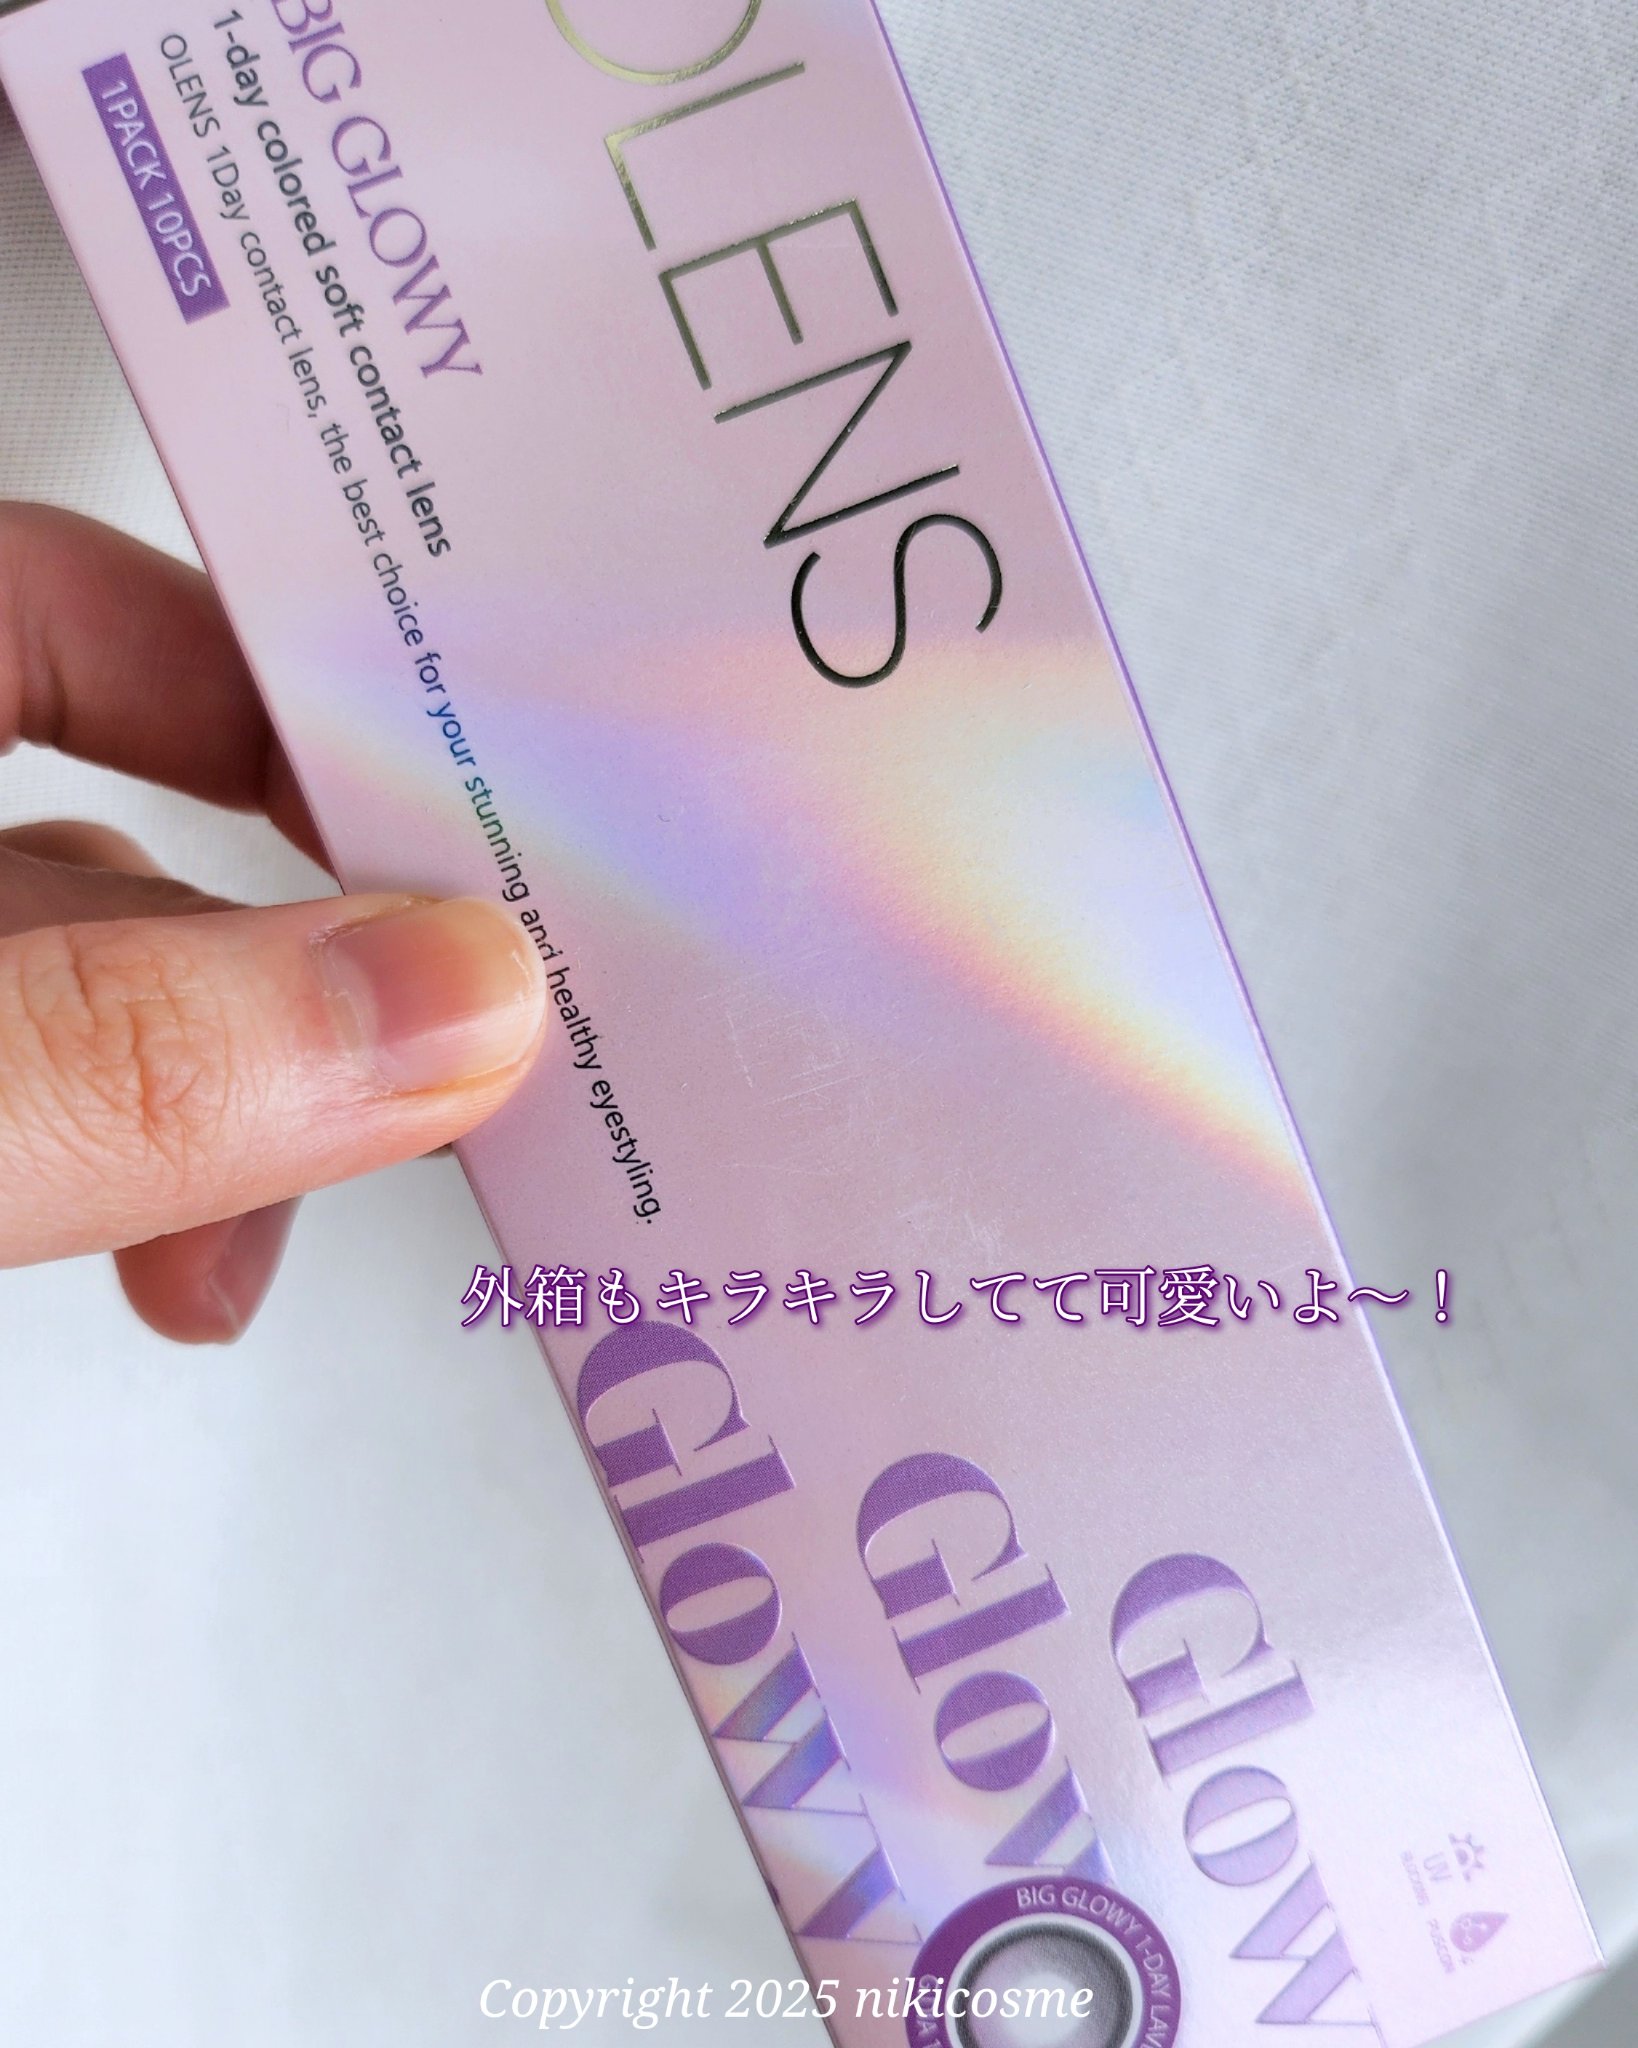 OLENS
BIG GLOWY
1-day colored soft contact lens
OLENS 1Day contact lens, the best choice for your stunning and healthy eyestyling.
1PACK 10PCS
外箱もキラキラしてて可愛いよ〜！
Glowy
Glowy
Glowy
UV
BIG GLOWY 1-DAY
Copyright 2025 nikicosme